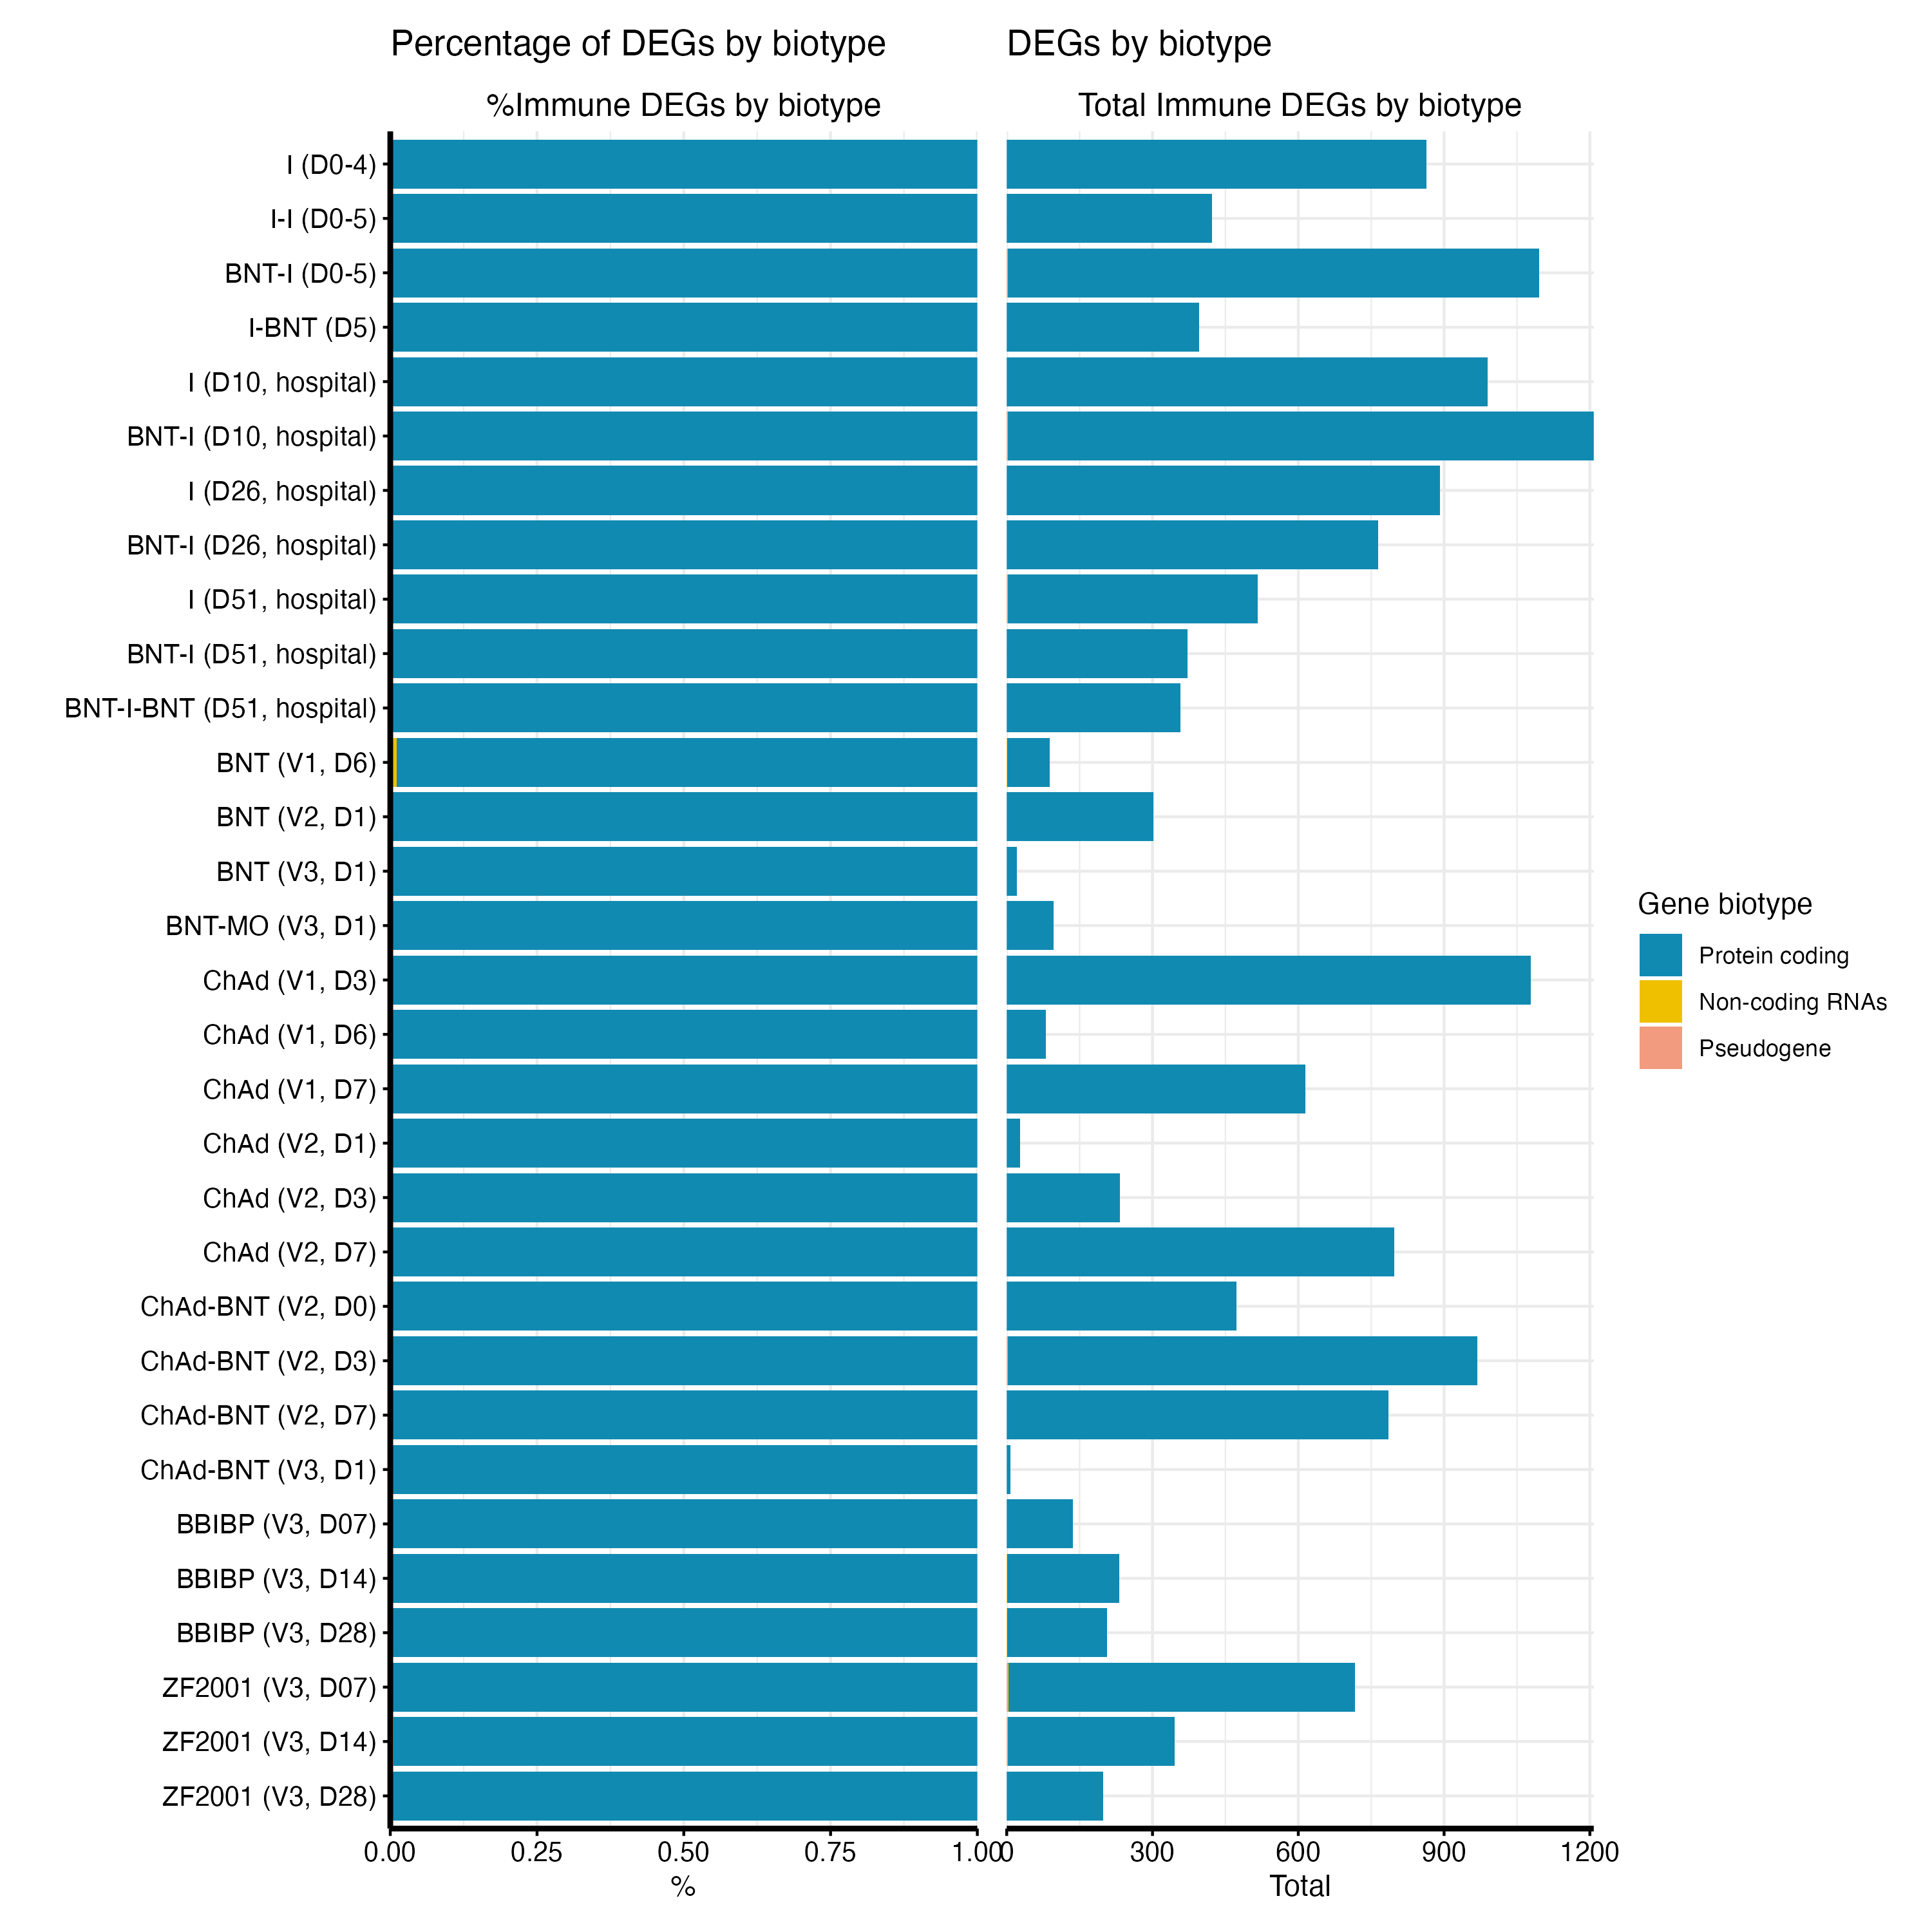 Percentage of DEGs by biotype
DEGs by biotype
%Immune DEGs by biotype
Total Immune DEGs by biotype
I (D0-4)
I-I (D0-5)
BNT-I (D0-5)
I-BNT (D5)
I (D10, hospital)
BNT-I (D10, hospital)
I (D26, hospital)
BNT-I (D26, hospital)
I (D51, hospital)
BNT-I (D51, hospital)
BNT-I-BNT (D51, hospital)
BNT (V1, D6)
BNT (V2, D1)
BNT (V3, D1)
BNT-MO (V3, D1)
ChAd (V1, D3)
ChAd (V1, D6)
ChAd (V1, D7)
ChAd (V2, D1)
ChAd (V2, D3)
ChAd (V2, D7)
ChAd-BNT (V2, D0)
ChAd-BNT (V2, D3)
ChAd-BNT (V2, D7)
ChAd-BNT (V3, D1)
BBIBP (V3, D07)
BBIBP (V3, D14)
BBIBP (V3, D28)
ZF2001 (V3, D07)
ZF2001 (V3, D14)
ZF2001 (V3, D28)
0.00 0.25 0.50 0.75 1.00
%
0 300 600 900 1200
Total
Gene biotype
Protein coding
Non-coding RNAs
Pseudogene